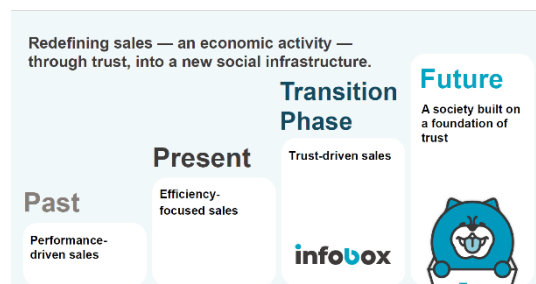 Redefining sales — an economic activity —
through trust, into a new social infrastructure.
Past
Performance-
driven sales
Present
Efficiency-
focused sales
Transition
Phase
Trust-driven sales
infobox
Future
A society built on
a foundation of
trust